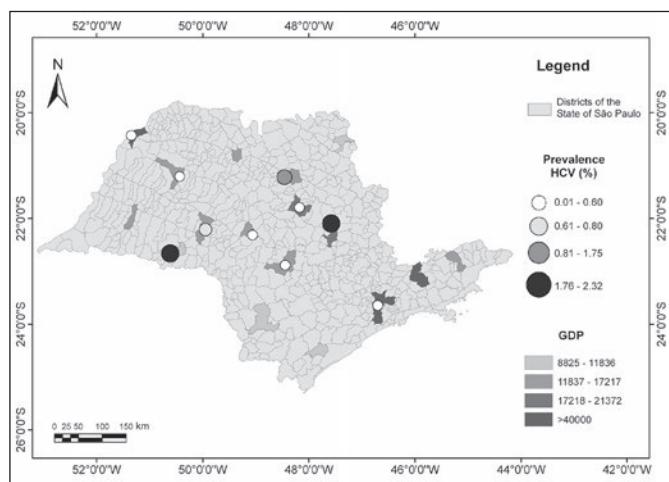 52°0'0"W 50°0'0"W 48°0'0"W 46°0'0"W
N
Legend
Districts of the
State of São Paulo
Prevalence
HCV (%)
0.01 - 0.60
0.61 - 0.80
0.81 - 1.75
1.76 - 2.32
GDP
8825 - 11836
11837 - 17217
17218 - 21372
>40000
20°0'0"S
22°0'0"S
24°0'0"S
26°0'0"S
20°0'0"S
22°0'0"S
24°0'0"S
26°0'0"S
0 25 50 100 150 km
52°0'0"W 50°0'0"W 48°0'0"W 46°0'0"W 44°0'0"W 42°0'0"W